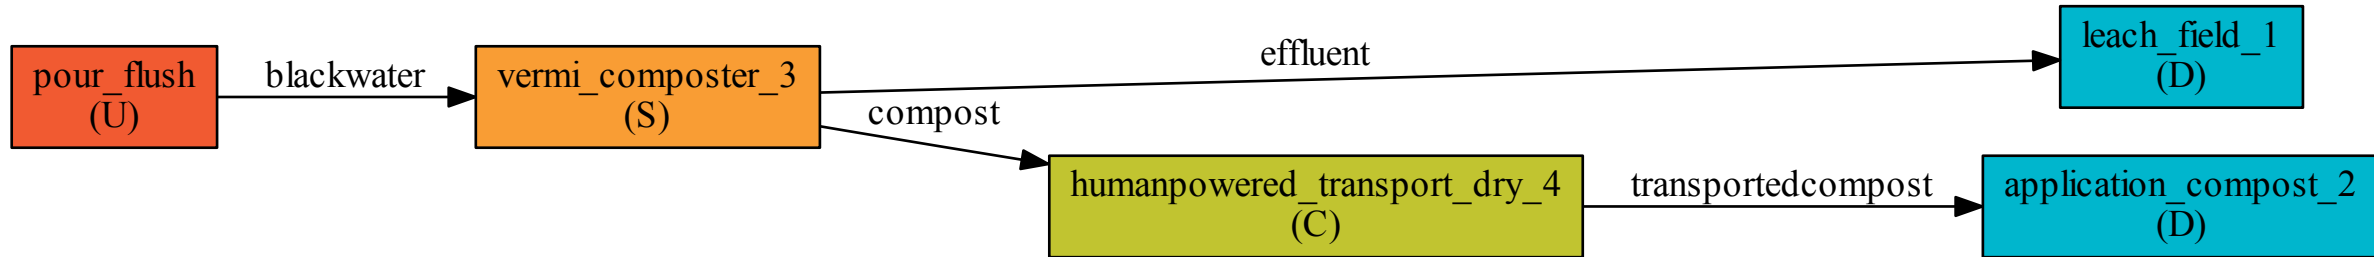 pour_flush
(U)
blackwater
vermi_composter_3
(S)
effluent
leach_field_1
(D)
compost
humanpowered_transport_dry_4
(C)
transportedcompost
application_compost_2
(D)